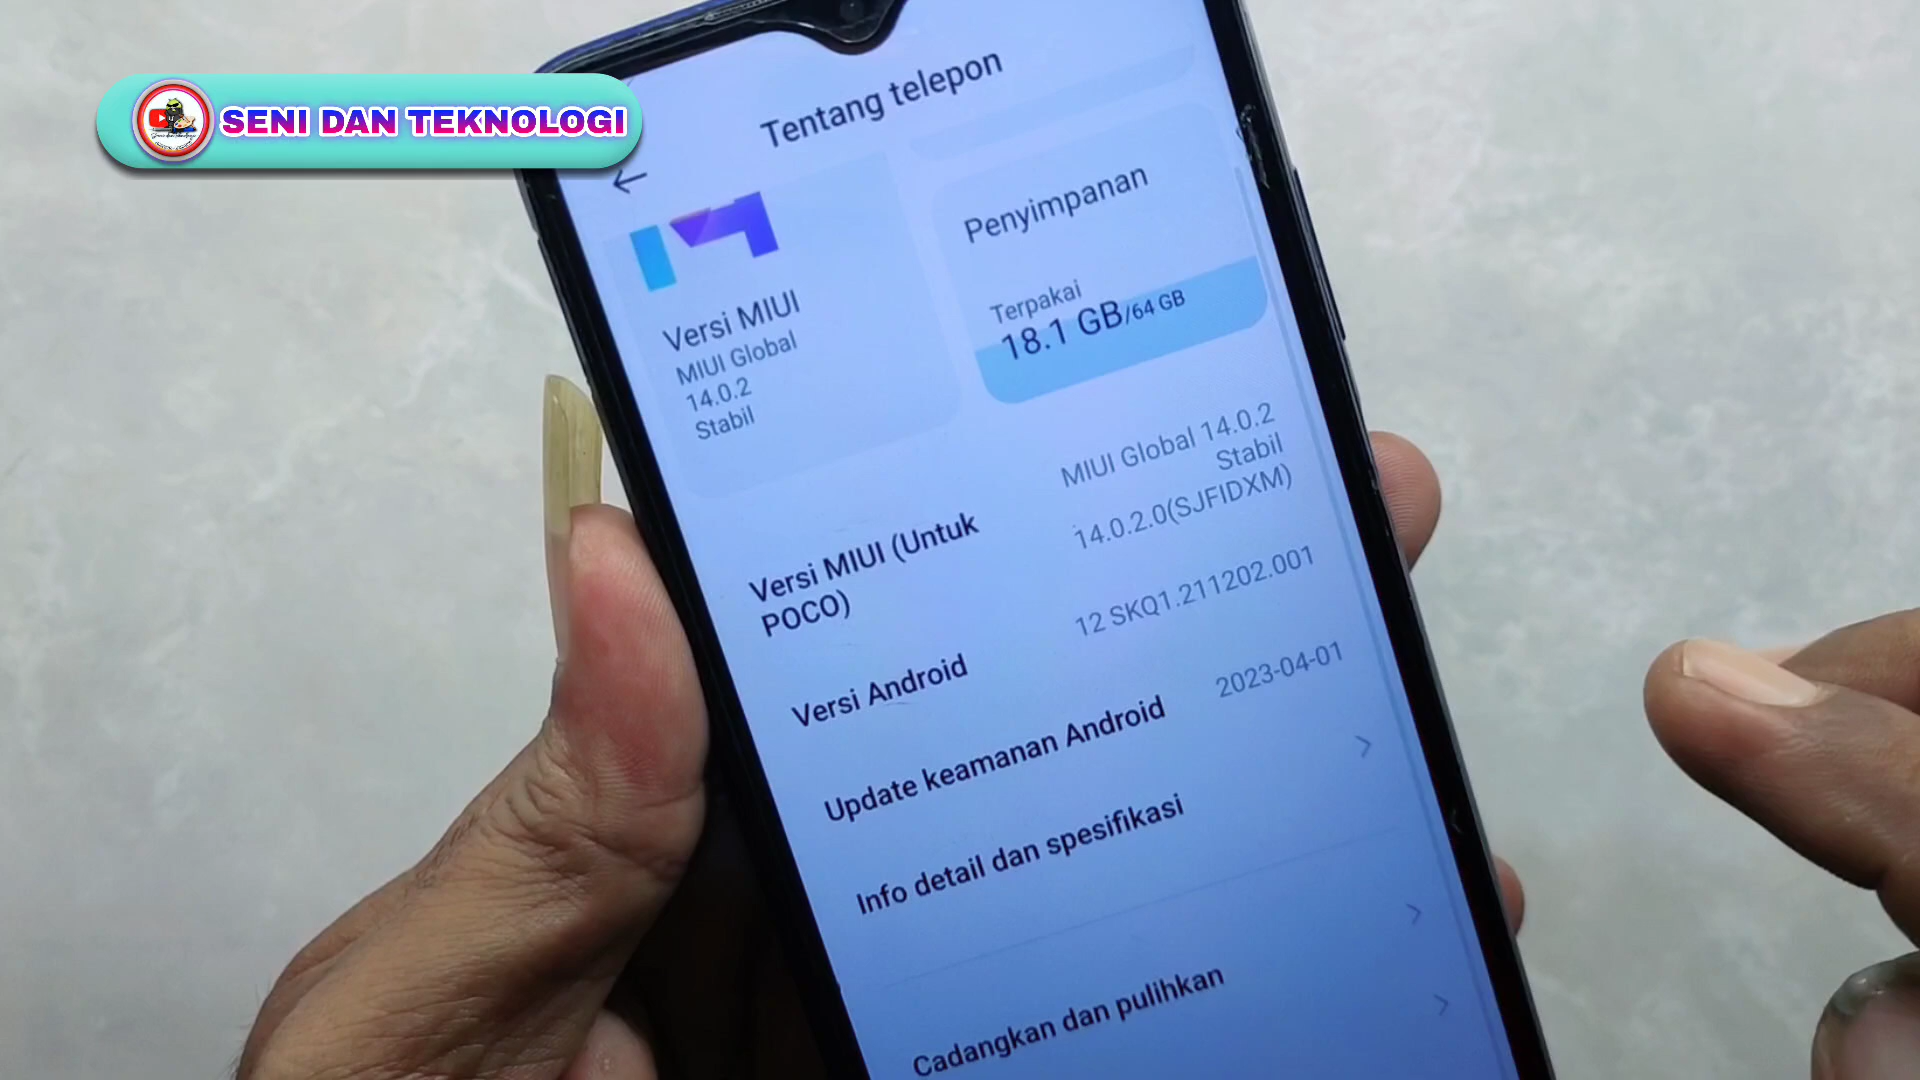 SENI DAN TEKNOLOGI
Tentang telepon
Versi MIUI
MIUI Global
14.0.2
Stabil
Penyimpanan
Terpakai
18.1 GB/64 GB
Versi MIUI (Untuk
POCO)
MIUI Global 14.0.2
Stabil
14.0.2.0(SJFIDXM)
Versi Android
12 SKQ1.211202.001
Update keamanan Android
2023-04-01
Info detail dan spesifikasi
Cadangkan dan pulihkan